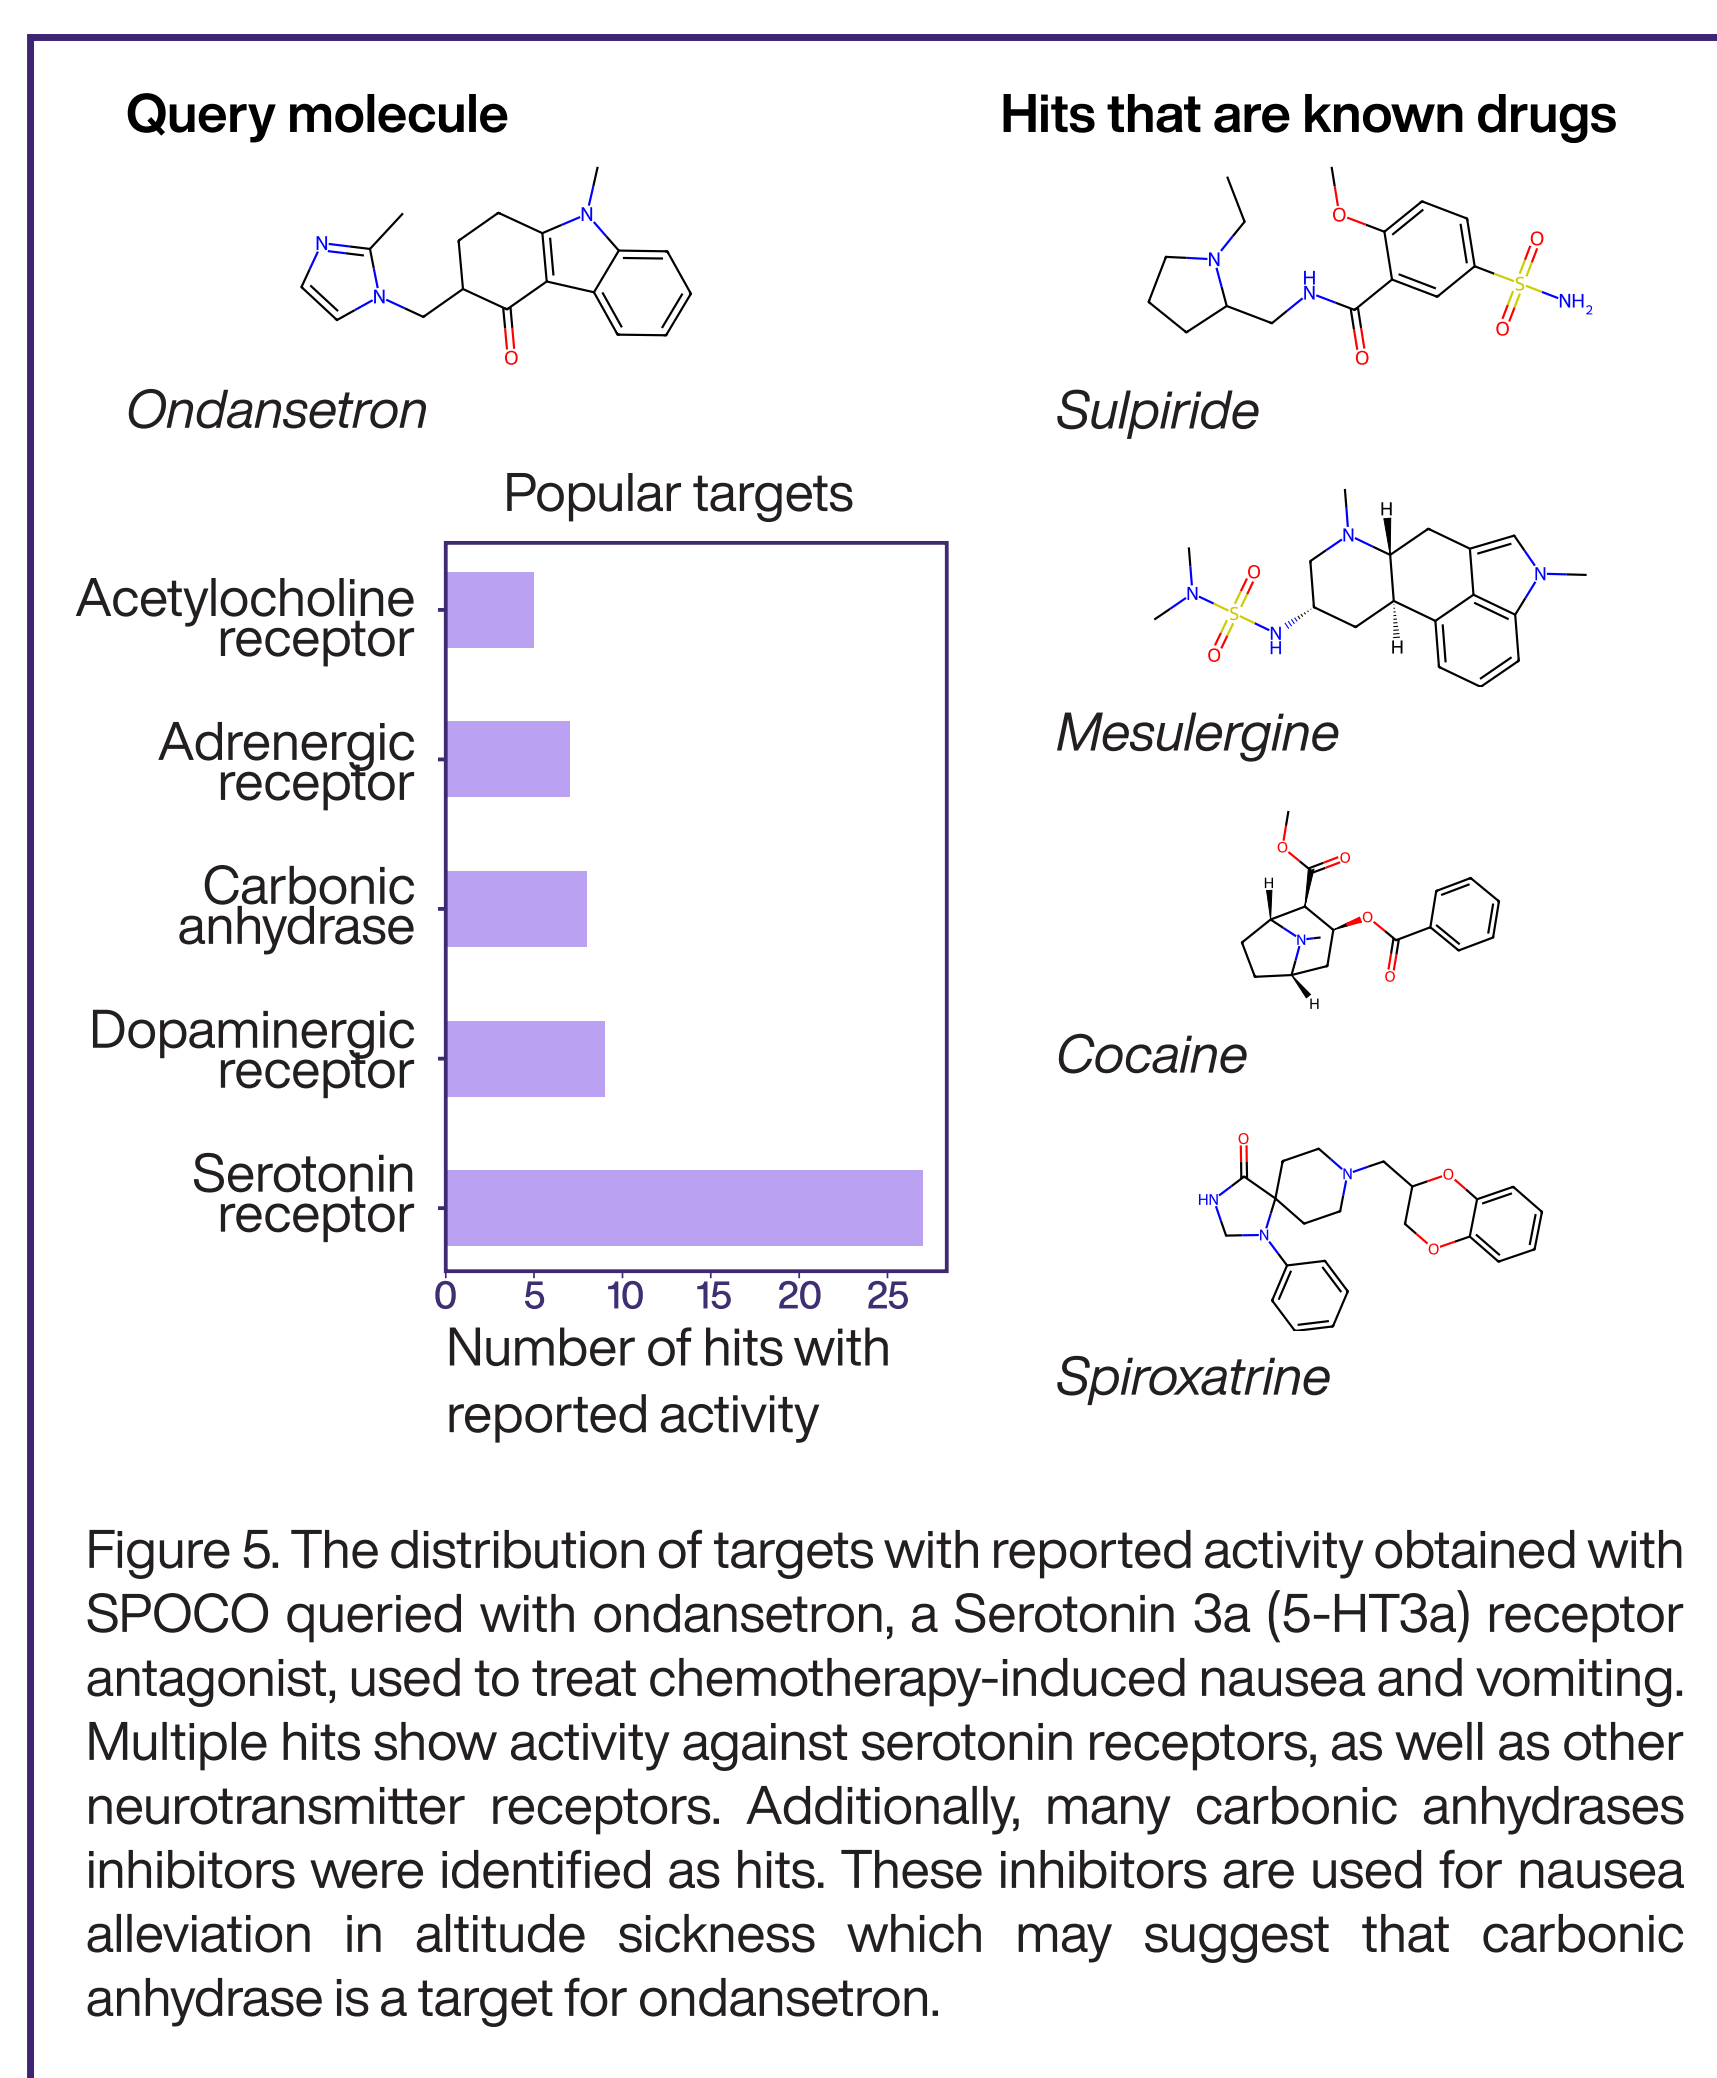 Query molecule
Hits that are known drugs
N
N
N
O
Ondansetron
N
O
H
N
O
O
S
O
NH2
Sulpiride
Popular targets
Acetylocholine
receptor
Adrenergic
receptor
Carbonic
anhydrase
Dopaminergic
receptor
Serotonin
receptor
0 5 10 15 20 25
Number of hits with
reported activity
N
H
N
O
S
O
N
H
N
H
Mesulergine
O
O
H
N
O
O
H
Cocaine
O
HN
N
N
O
O
Spiroxatrine
Figure 5. The distribution of targets with reported activity obtained with
SPOCO queried with ondansetron, a Serotonin 3a (5-HT3a) receptor
antagonist, used to treat chemotherapy-induced nausea and vomiting.
Multiple hits show activity against serotonin receptors, as well as other
neurotransmitter receptors. Additionally, many carbonic anhydrases
inhibitors were identified as hits. These inhibitors are used for nausea
alleviation in altitude sickness which may suggest that carbonic
anhydrase is a target for ondansetron.